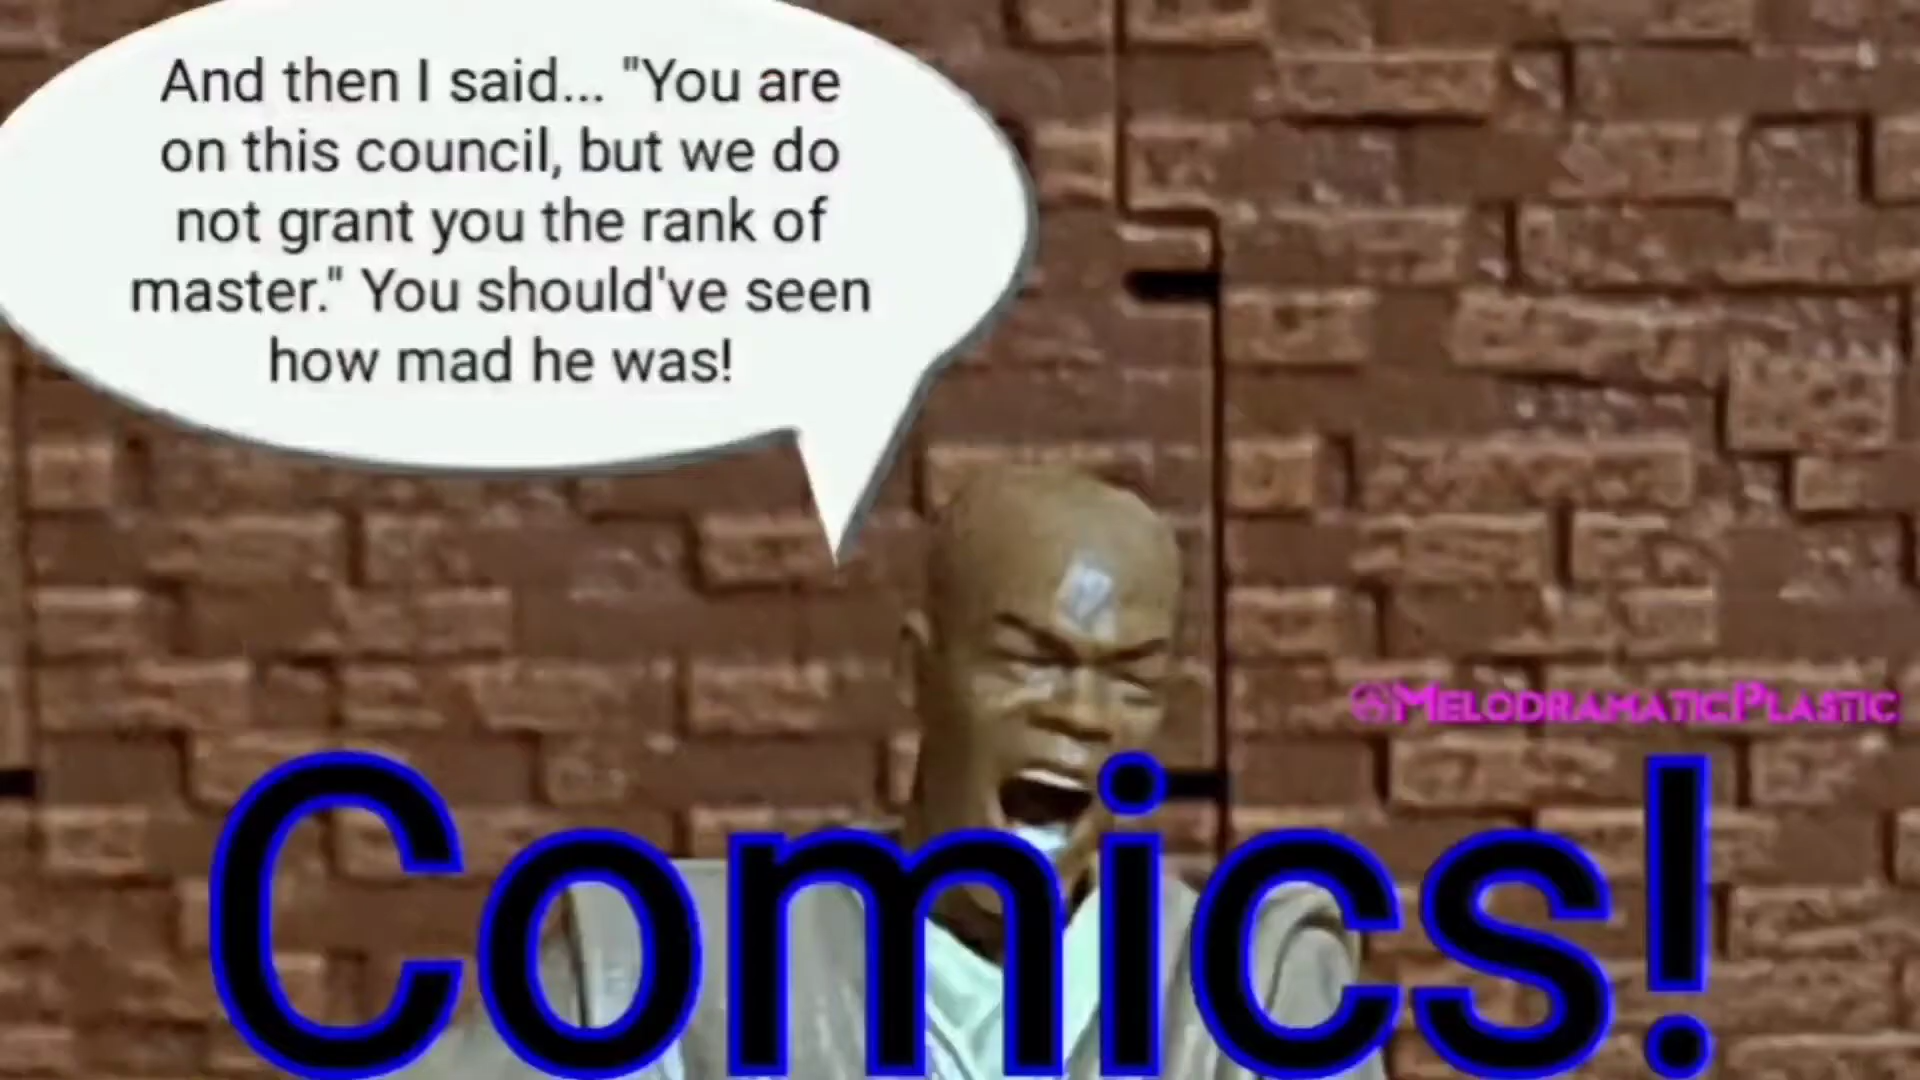 And then I said... "You are
on this council, but we do
not grant you the rank of
master." You should've seen
how mad he was!
MELODRAMATICPLASTIC
Comics!